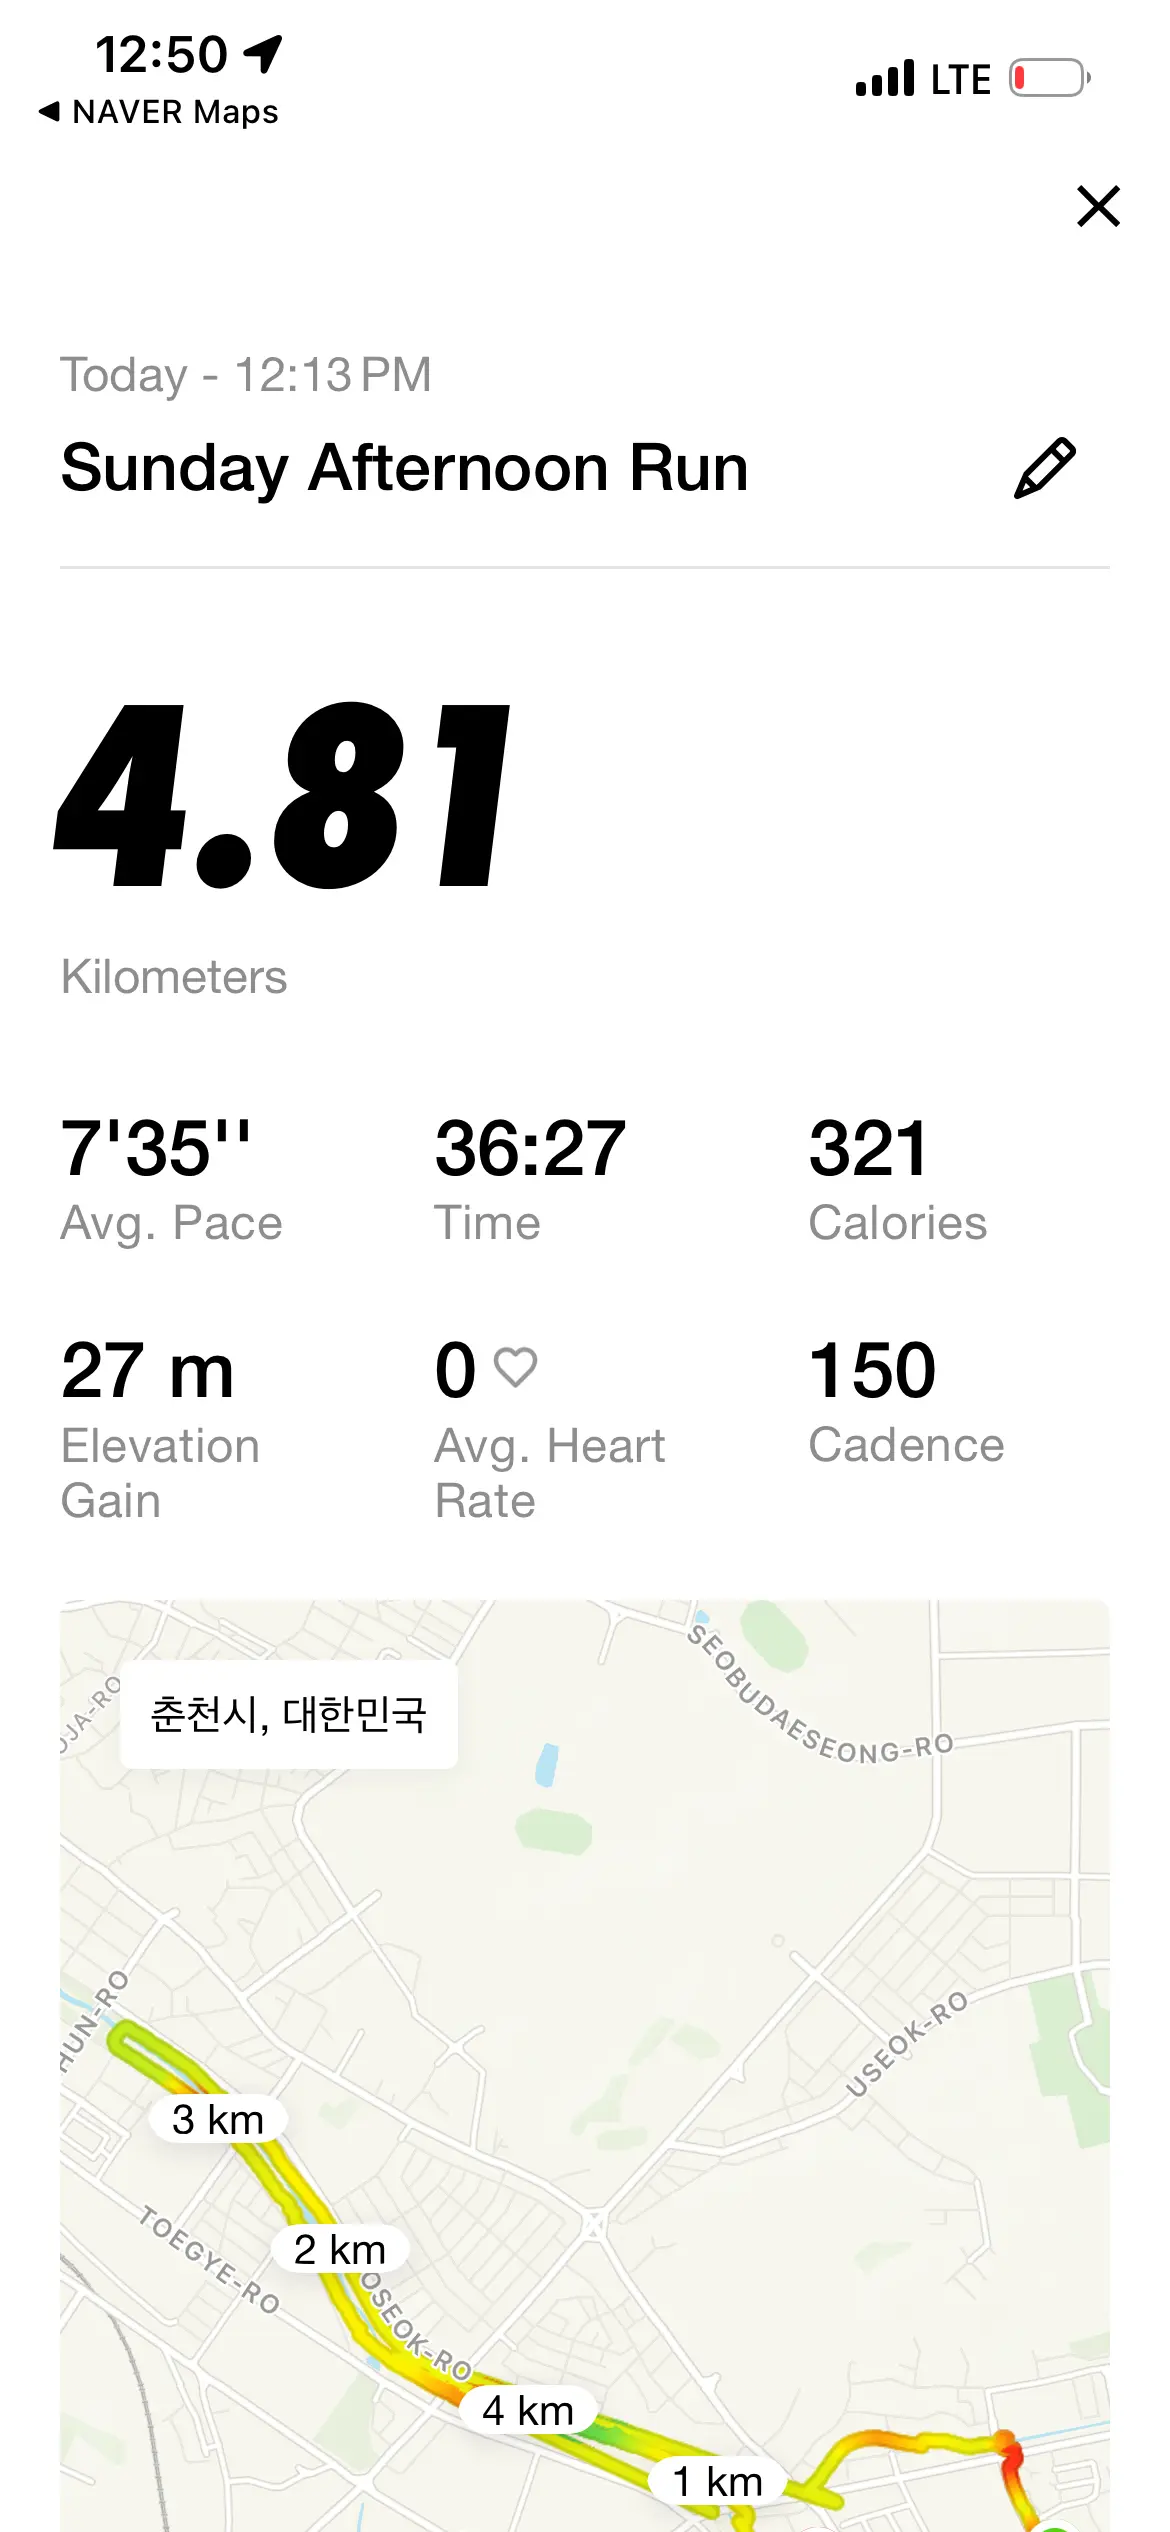 12:50
LTE
◀ NAVER Maps
Today - 12:13 PM
Sunday Afternoon Run
4.81
Kilometers
7'35''
36:27
321
Avg. Pace
Time
Calories
27 m
0
150
Elevation
Gain
Avg. Heart
Rate
Cadence
SEOBUDAESEONG-RO
춘천시, 대한민국
USEOK-RO
3 km
TOEGYE-RO
2 km
OSEOK-RO
4 km
1 km